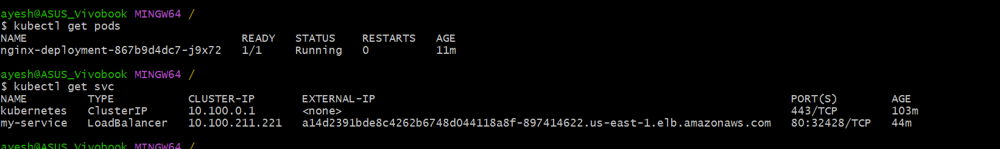 ayesh@ASUS_Vivobook MINGW64 /
$ kubectl get pods
NAME                                READY   STATUS    RESTARTS   AGE
nginx-deployment-867b9d4dc7-j9x72   1/1     Running   0          11m
ayesh@ASUS_Vivobook MINGW64 /
$ kubectl get svc
NAME         TYPE           CLUSTER-IP       EXTERNAL-IP                                                              PORT(S)        AGE
kubernetes   ClusterIP      10.100.0.1       <none>                                                                   443/TCP        103m
my-service   LoadBalancer   10.100.211.221   a14d2391bde8c4262b6748d044118a8f-897414622.us-east-1.elb.amazonaws.com   80:32428/TCP   44m
ayesh@ASUS_Vivobook MINGW64 /